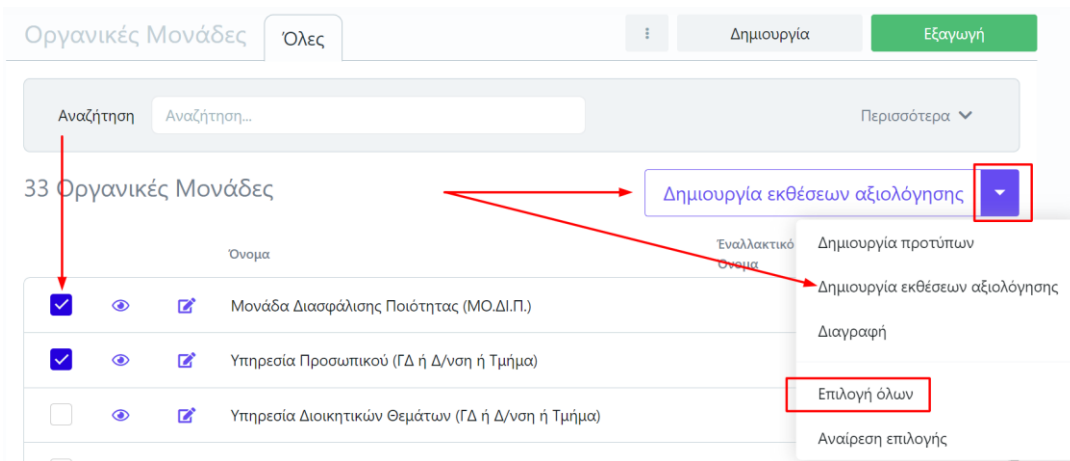 Οργανικές Μονάδες Όλες Δημιουργία Εξαγωγή
Αναζήτηση Αναζήτηση... Περισσότερα
33 Οργανικές Μονάδες Δημιουργία εκθέσεων αξιολόγησης
Όνομα
Έναλλακτικό
Όνομα
Δημιουργία προτύπων
Δημιουργία εκθέσεων αξιολόγησης
Διαγραφή
Επιλογή όλων
Αναίρεση επιλογής
Μονάδα Διασφάλισης Ποιότητας (ΜΟ.ΔΙ.Π.)
Υπηρεσία Προσωπικού (ΓΔ ή Δ/νση ή Τμήμα)
Υπηρεσία Διοικητικών Θεμάτων (ΓΔ ή Δ/νση ή Τμήμα)